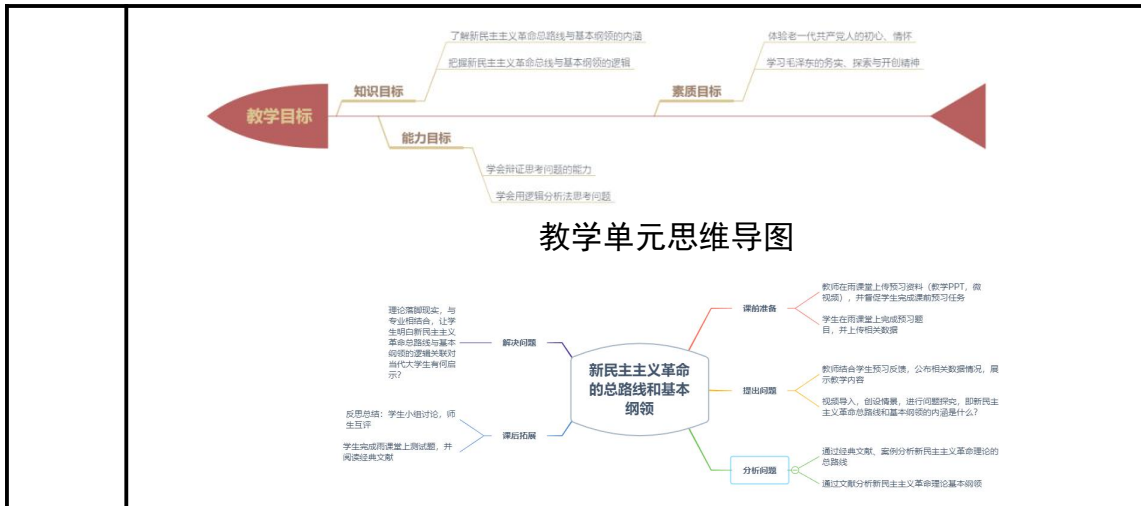 了解新民主主义革命总路线与基本纲领的内涵
把握新民主主义革命总线与基本纲领的逻辑
知识目标
体验老一代共产党人的初心、情怀
学习毛泽东的务实、探索与开创精神
素质目标
教学目标
能力目标
学会辩证思考问题的能力
学会用逻辑分析法思考问题
教学单元思维导图
理论落脚现实,与
专业相结合,让学
生明白新民主主义
革命总路线与基本
纲领的逻辑关联对
当代大学生有何启
示?
解决问题
反思总结:学生小组讨论,师
生互评
学生完成雨课堂上测试题,并
阅读经典文献
课后拓展
新民主主义革命
的总路线和基本
纲领
课前准备
教师在雨课堂上传预习资料(教学PPT,微
视频),并督促学生完成课前预习任务
学生在雨课堂上完成预习题
目,并上传相关数据
提出问题
教师结合学生预习反馈,公布相关数据情况,展
示教学内容
视频导入,创设情景,进行问题探究,即新民主
主义革命总路线和基本纲领的内涵是什么?
分析问题
通过经典文献、案例分析新民主主义革命理论的
总路线
通过文献分析新民主主义革命理论基本纲领